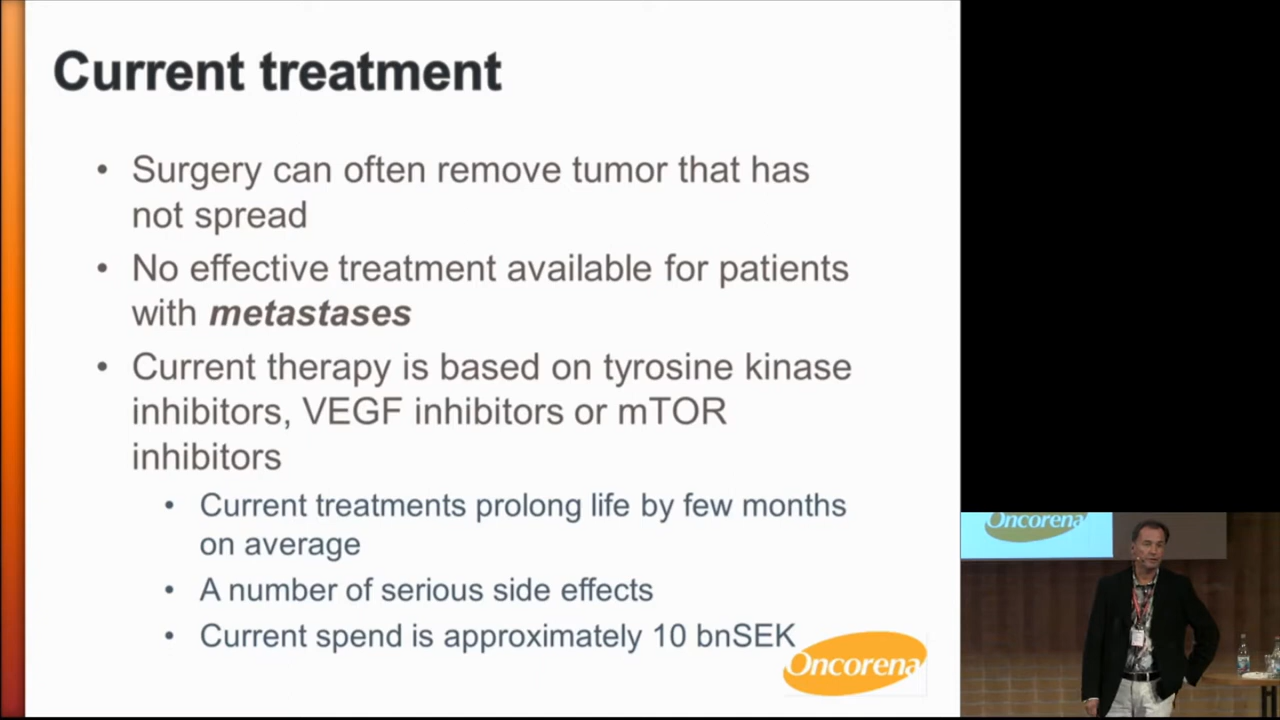 Current treatment
• Surgery can often remove tumor that has
not spread
• No effective treatment available for patients
with metastases
• Current therapy is based on tyrosine kinase
inhibitors, VEGF inhibitors or mTOR
inhibitors
• Current treatments prolong life by few months
on average
• A number of serious side effects
• Current spend is approximately 10 bnSEK
Oncorena
Oncorena